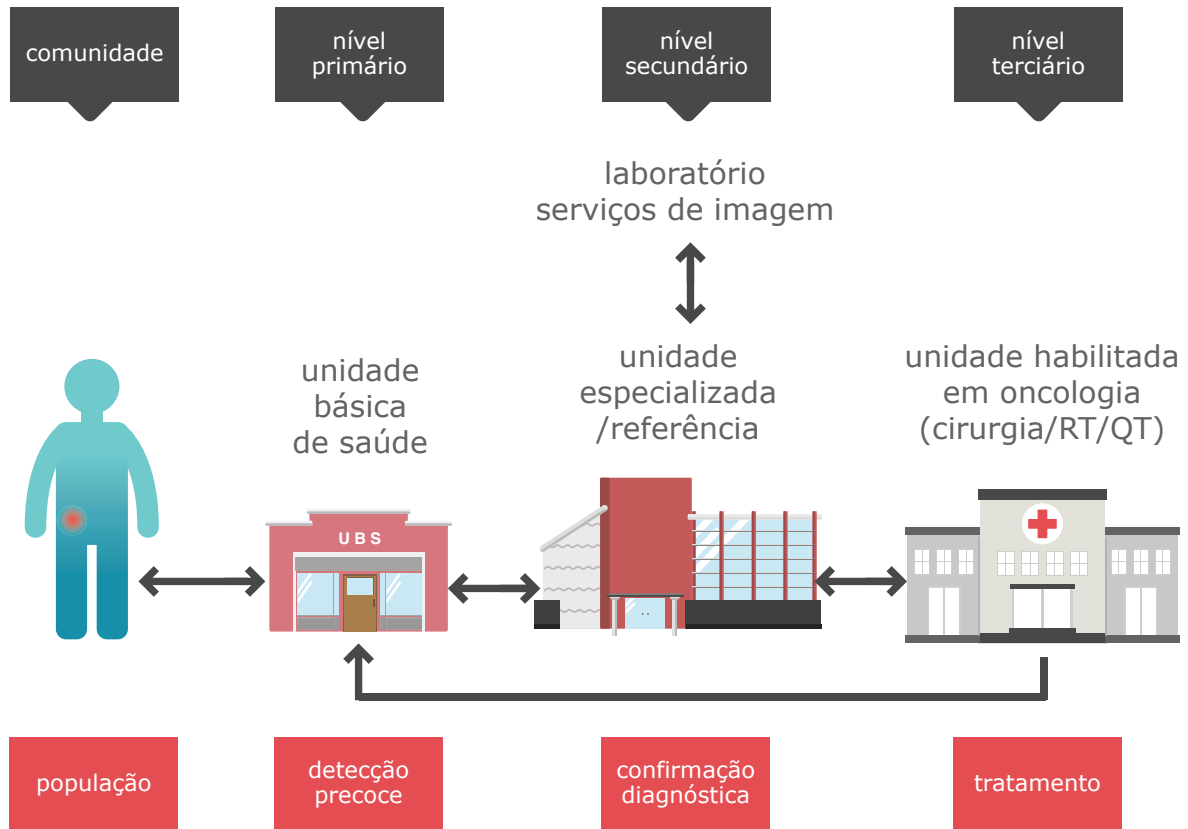 comunidade
nível
primário
nível
secundário
nível
terciário
laboratório
serviços de imagem
unidade
básica
de saúde
unidade
especializada
/referência
unidade habilitada
em oncologia
(cirurgia/RT/QT)
UBS
população
detecção
precoce
confirmação
diagnóstica
tratamento